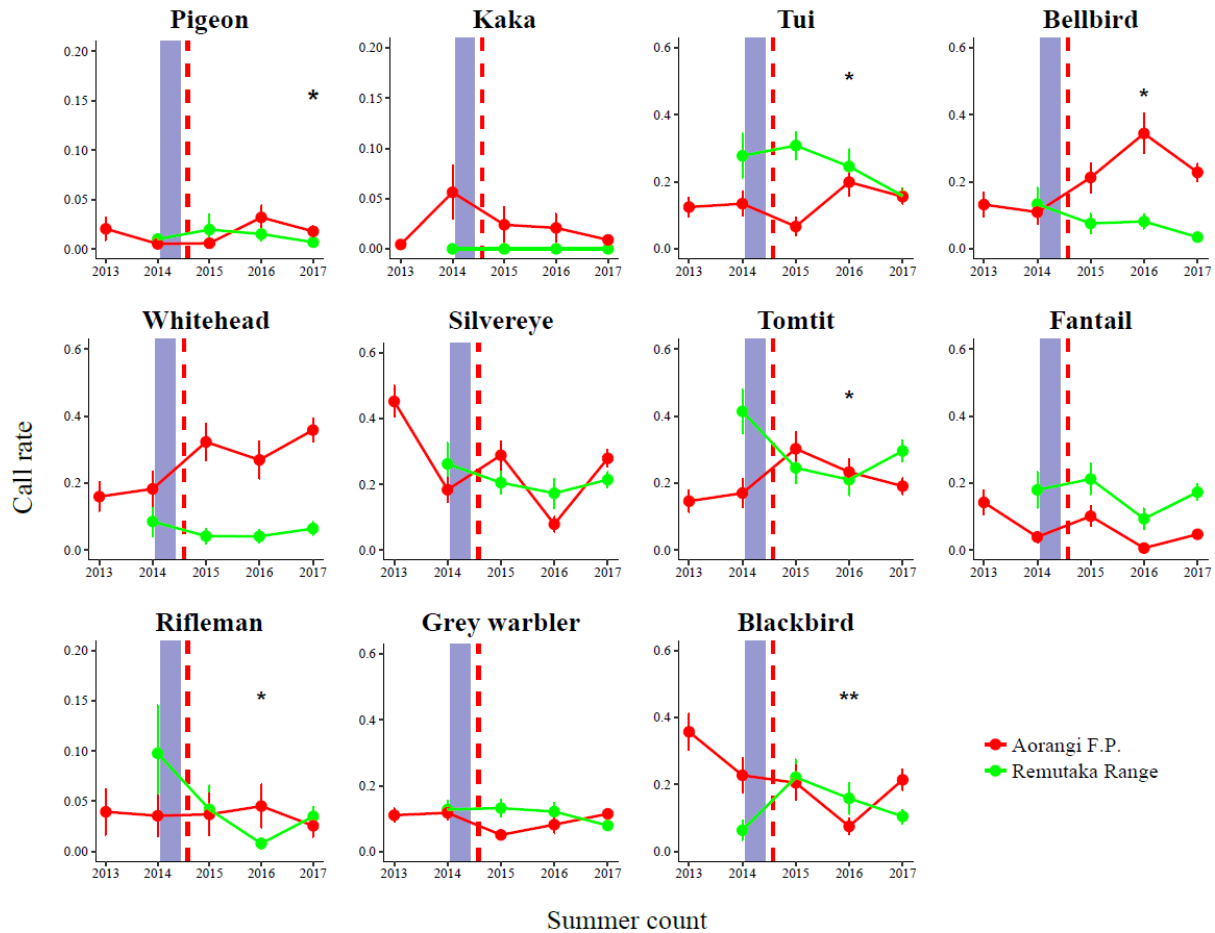 Pigeon Kaka Tui Bellbird
0.20 0.20 0.6 0.6
0.15 0.15 0.4 0.4
0.10 0.10
0.05 0.05 0.2 0.2
0.00 0.00 0.0 0.0
* * *
2013 2014 2015 2016 2017 2013 2014 2015 2016 2017 2013 2014 2015 2016 2017 2013 2014 2015 2016 2017
Whitehead Silvereye Tomtit Fantail
0.6 0.6 0.6 0.6
0.4 0.4 0.4 0.4
0.2 0.2 0.2 0.2
0.0 0.0 0.0 0.0
*
2013 2014 2015 2016 2017 2013 2014 2015 2016 2017 2013 2014 2015 2016 2017 2013 2014 2015 2016 2017
Call rate
Rifleman Grey warbler Blackbird
0.20 0.6 0.6
0.15 0.4 0.4
0.10
0.05 0.2 0.2
0.00 0.0 0.0
* **
2013 2014 2015 2016 2017 2013 2014 2015 2016 2017 2013 2014 2015 2016 2017
Aorangi F.P.
Remutaka Range
Summer count